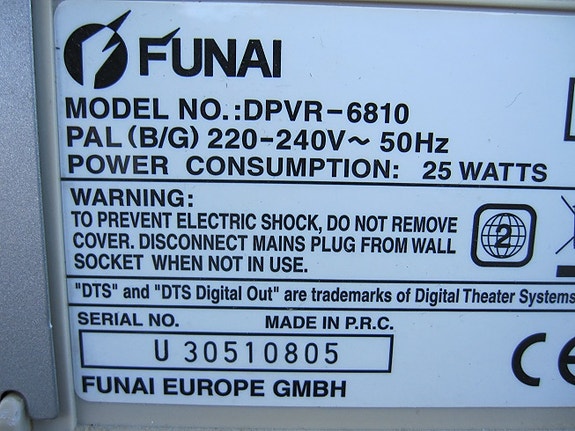 FUNAI
MODEL NO.:DPVR-6810
PAL (B/G) 220-240V~ 50Hz
POWER CONSUMPTION: 25 WATTS
WARNING:
TO PREVENT ELECTRIC SHOCK, DO NOT REMOVE
COVER. DISCONNECT MAINS PLUG FROM WALL
SOCKET WHEN NOT IN USE.
2
"DTS" and "DTS Digital Out" are trademarks of Digital Theater Systems
SERIAL NO. MADE IN P.R.C.
U 30510805
CE
FUNAI EUROPE GMBH